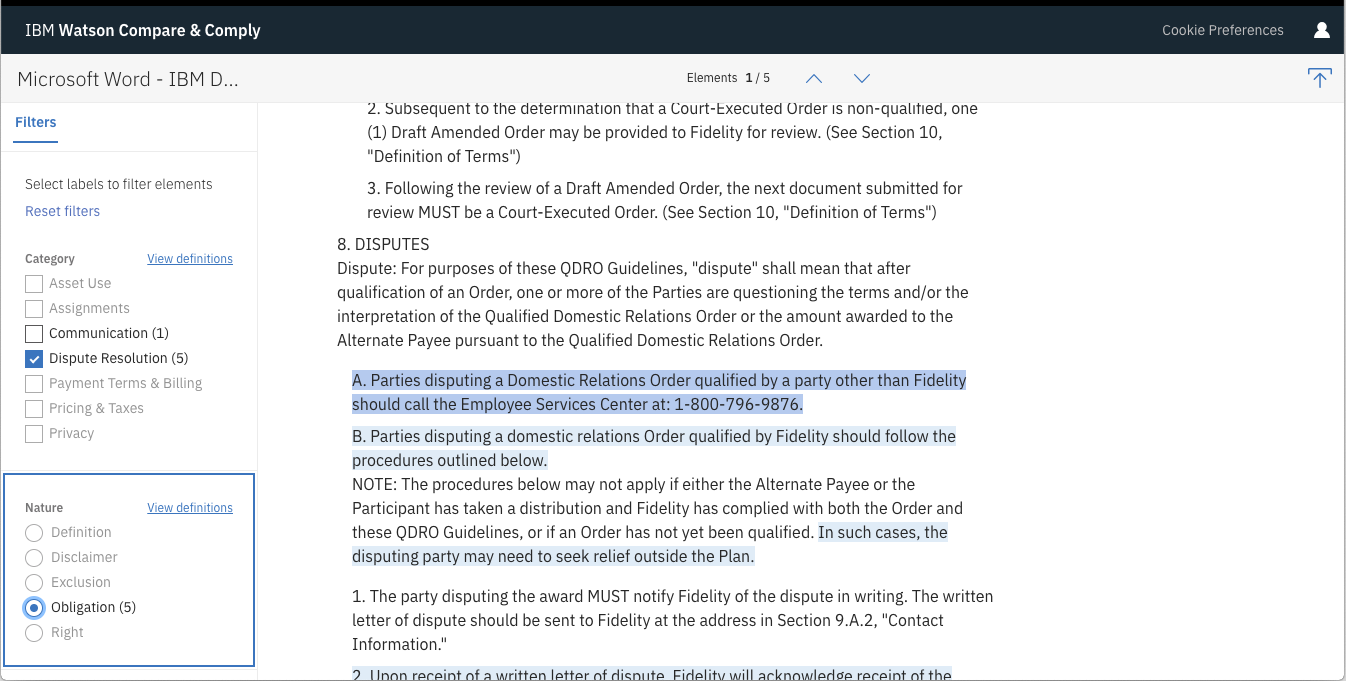 IBM Watson Compare & Comply
Cookie Preferences
Microsoft Word - IBM D...
Elements 1 / 5
Filters
Select labels to filter elements
Reset filters
Category View definitions
Asset Use
Assignments
Communication (1)
Dispute Resolution (5)
Payment Terms & Billing
Pricing & Taxes
Privacy
Nature View definitions
Definition
Disclaimer
Exclusion
Obligation (5)
Right
2. Subsequent to the determination that a Court-Executed Order is non-qualified, one
(1) Draft Amended Order may be provided to Fidelity for review. (See Section 10,
"Definition of Terms")
3. Following the review of a Draft Amended Order, the next document submitted for
review MUST be a Court-Executed Order. (See Section 10, "Definition of Terms")
8. DISPUTES
Dispute: For purposes of these QDRO Guidelines, "dispute" shall mean that after
qualification of an Order, one or more of the Parties are questioning the terms and/or the
interpretation of the Qualified Domestic Relations Order or the amount awarded to the
Alternate Payee pursuant to the Qualified Domestic Relations Order.
A. Parties disputing a Domestic Relations Order qualified by a party other than Fidelity
should call the Employee Services Center at: 1-800-796-9876.
B. Parties disputing a domestic relations Order qualified by Fidelity should follow the
procedures outlined below.
NOTE: The procedures below may not apply if either the Alternate Payee or the
Participant has taken a distribution and Fidelity has complied with both the Order and
these QDRO Guidelines, or if an Order has not yet been qualified. In such cases, the
disputing party may need to seek relief outside the Plan.
1. The party disputing the award MUST notify Fidelity of the dispute in writing. The written
letter of dispute should be sent to Fidelity at the address in Section 9.A.2, "Contact
Information."
2. Upon receipt of a written letter of dispute, Fidelity will acknowledge receipt of the